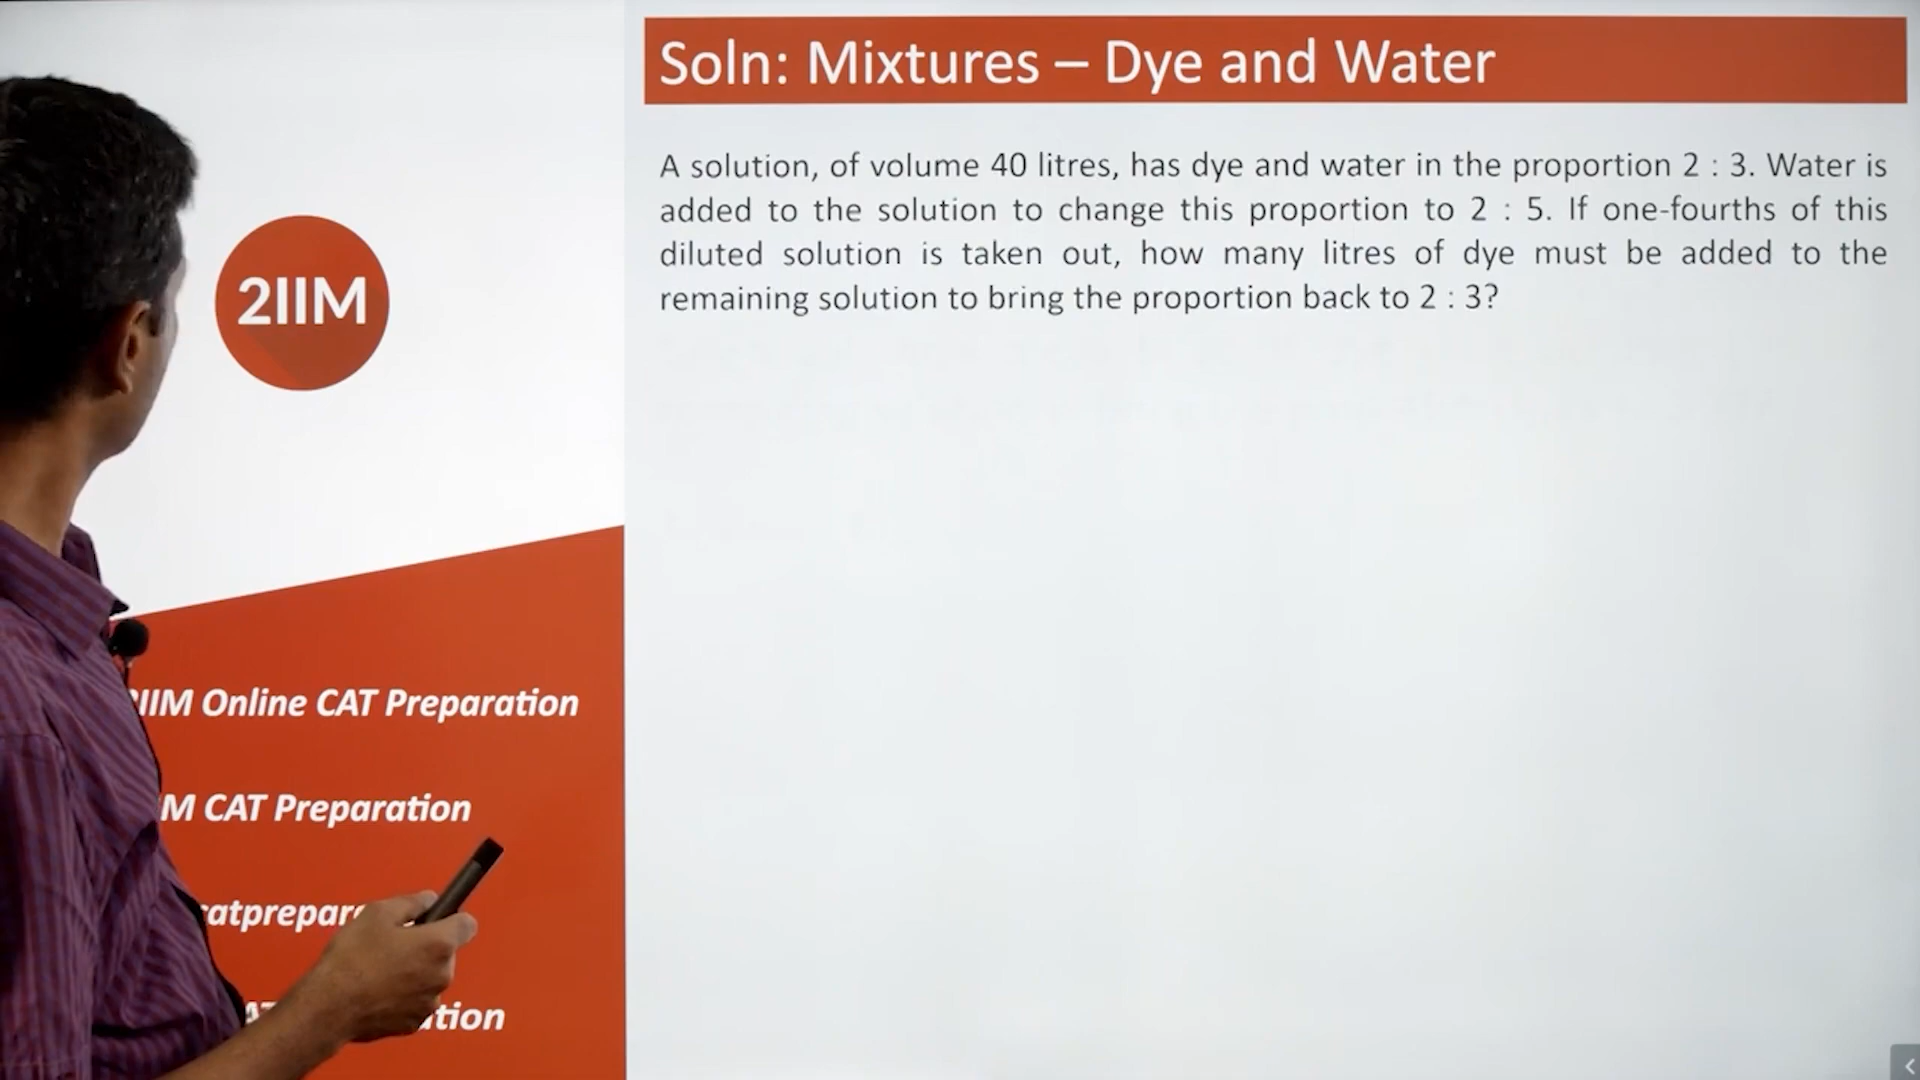 Soln: Mixtures – Dye and Water
A solution, of volume 40 litres, has dye and water in the proportion 2 : 3. Water is
added to the solution to change this proportion to 2 : 5. If one-fourths of this
diluted solution is taken out, how many litres of dye must be added to the
remaining solution to bring the proportion back to 2 : 3?
2IIM
IIM Online CAT Preparation
M CAT Preparation